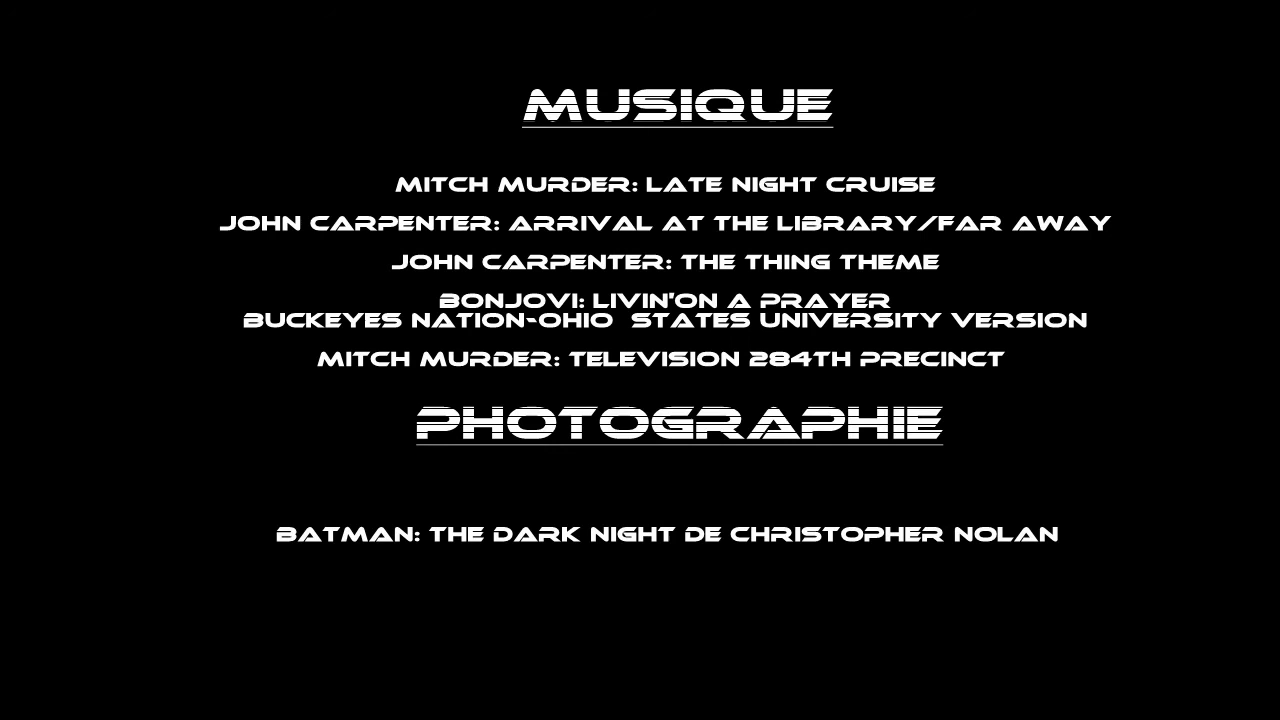 MUSIQUE
MITCH MURDER: LATE NIGHT CRUISE
JOHN CARPENTER: ARRIVAL AT THE LIBRARY/FAR AWAY
JOHN CARPENTER: THE THING THEME
BONJOVI: LIVIN'ON A PRAYER
BUCKEYES NATION-OHIO STATES UNIVERSITY VERSION
MITCH MURDER: TELEVISION 284TH PRECINCT
PHOTOGRAPHIE
BATMAN: THE DARK NIGHT DE CHRISTOPHER NOLAN